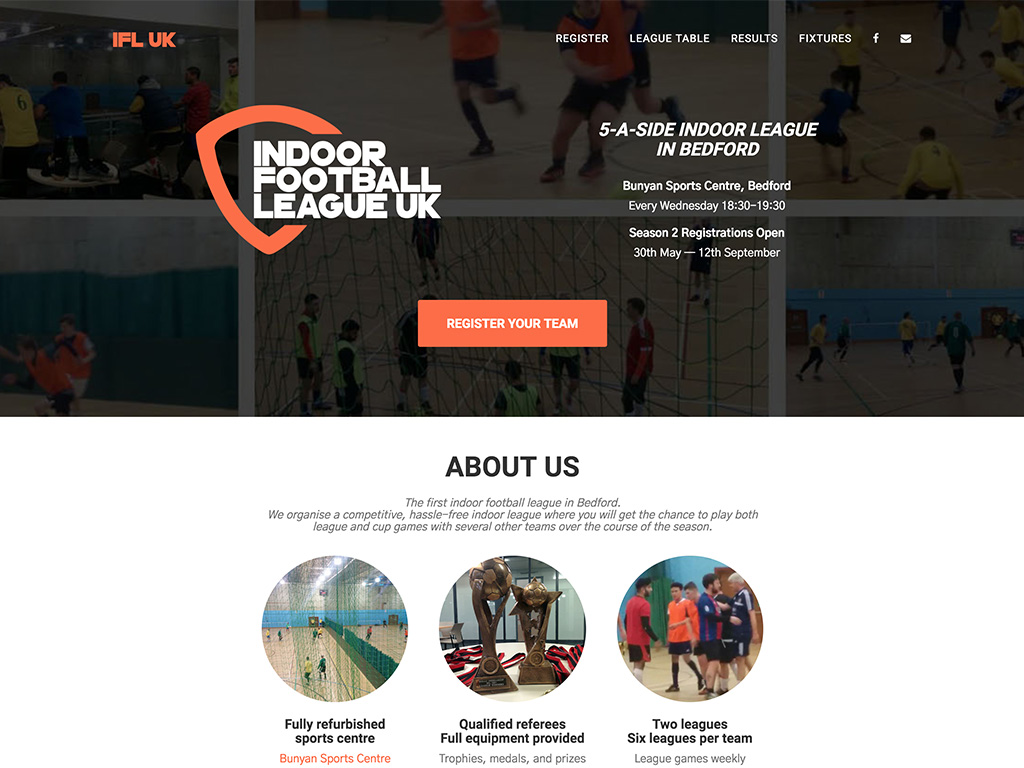 IFL UK
REGISTER LEAGUE TABLE RESULTS FIXTURES
INDOOR
FOOTBALL
LEAGUE UK
5-A-SIDE INDOOR LEAGUE
IN BEDFORD
Bunyan Sports Centre, Bedford
Every Wednesday 18:30-19:30
Season 2 Registrations Open
30th May — 12th September
REGISTER YOUR TEAM
ABOUT US
The first indoor football league in Bedford.
We organise a competitive, hassle-free indoor league where you will get the chance to play both
league and cup games with several other teams over the course of the season.
Fully refurbished
sports centre
Bunyan Sports Centre
Qualified referees
Full equipment provided
Trophies, medals, and prizes
Two leagues
Six leagues per team
League games weekly